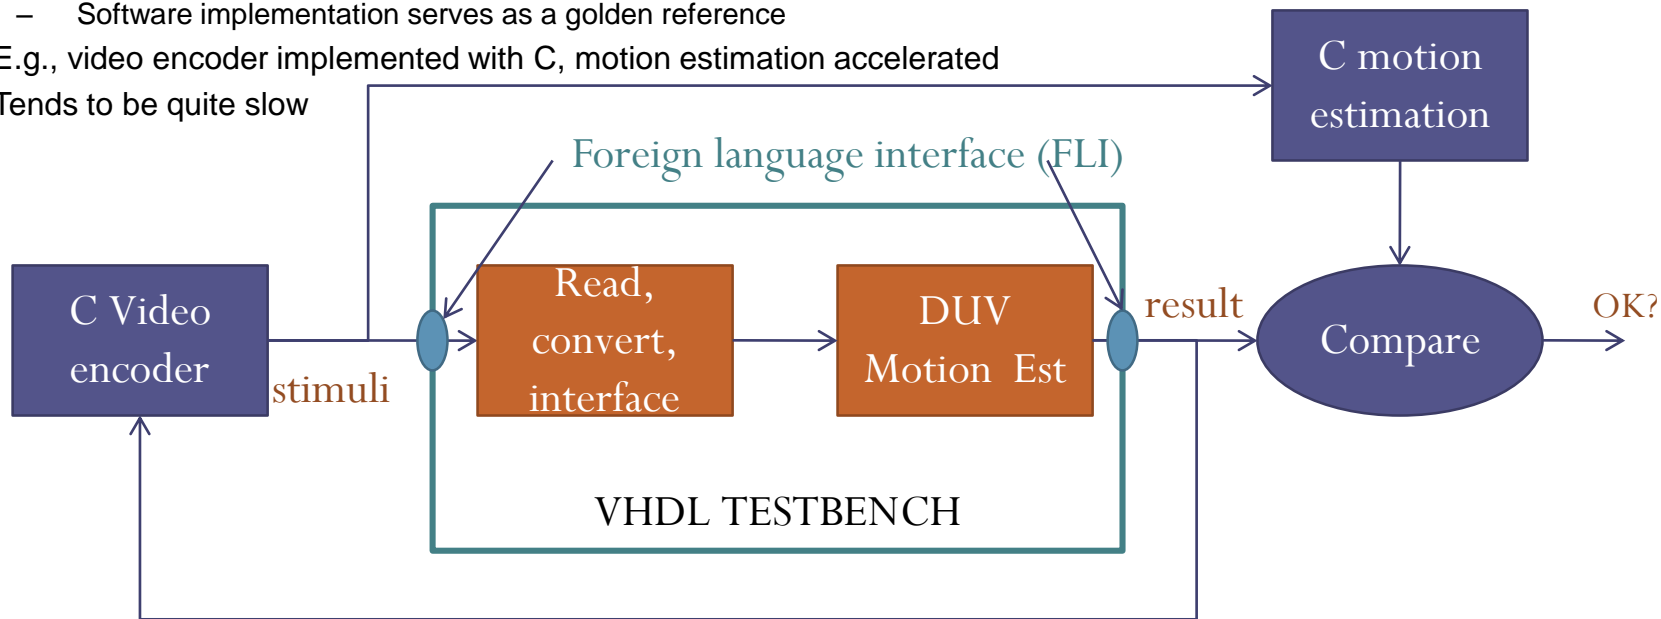 – Software implementation serves as a golden reference
E.g., video encoder implemented with C, motion estimation accelerated
Tends to be quite slow
C motion
estimation
Foreign language interface (FLI)
C Video
encoder
stimuli
Read,
convert,
interface
DUV
Motion Est
result
Compare
OK?
VHDL TESTBENCH